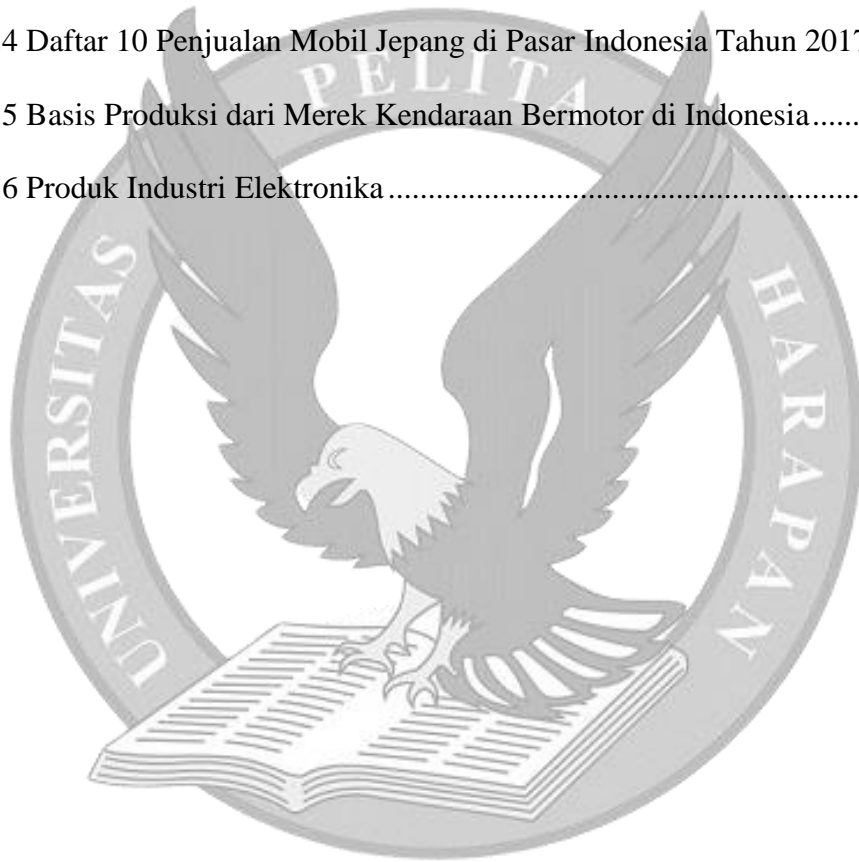 4 Daftar 10 Penjualan Mobil Jepang di Pasar Indonesia Tahun 2017
5 Basis Produksi dari Merek Kendaraan Bermotor di Indonesia......
6 Produk Industri Elektronika..........................................................
UNIVERSITAS PELITA HARAPAN